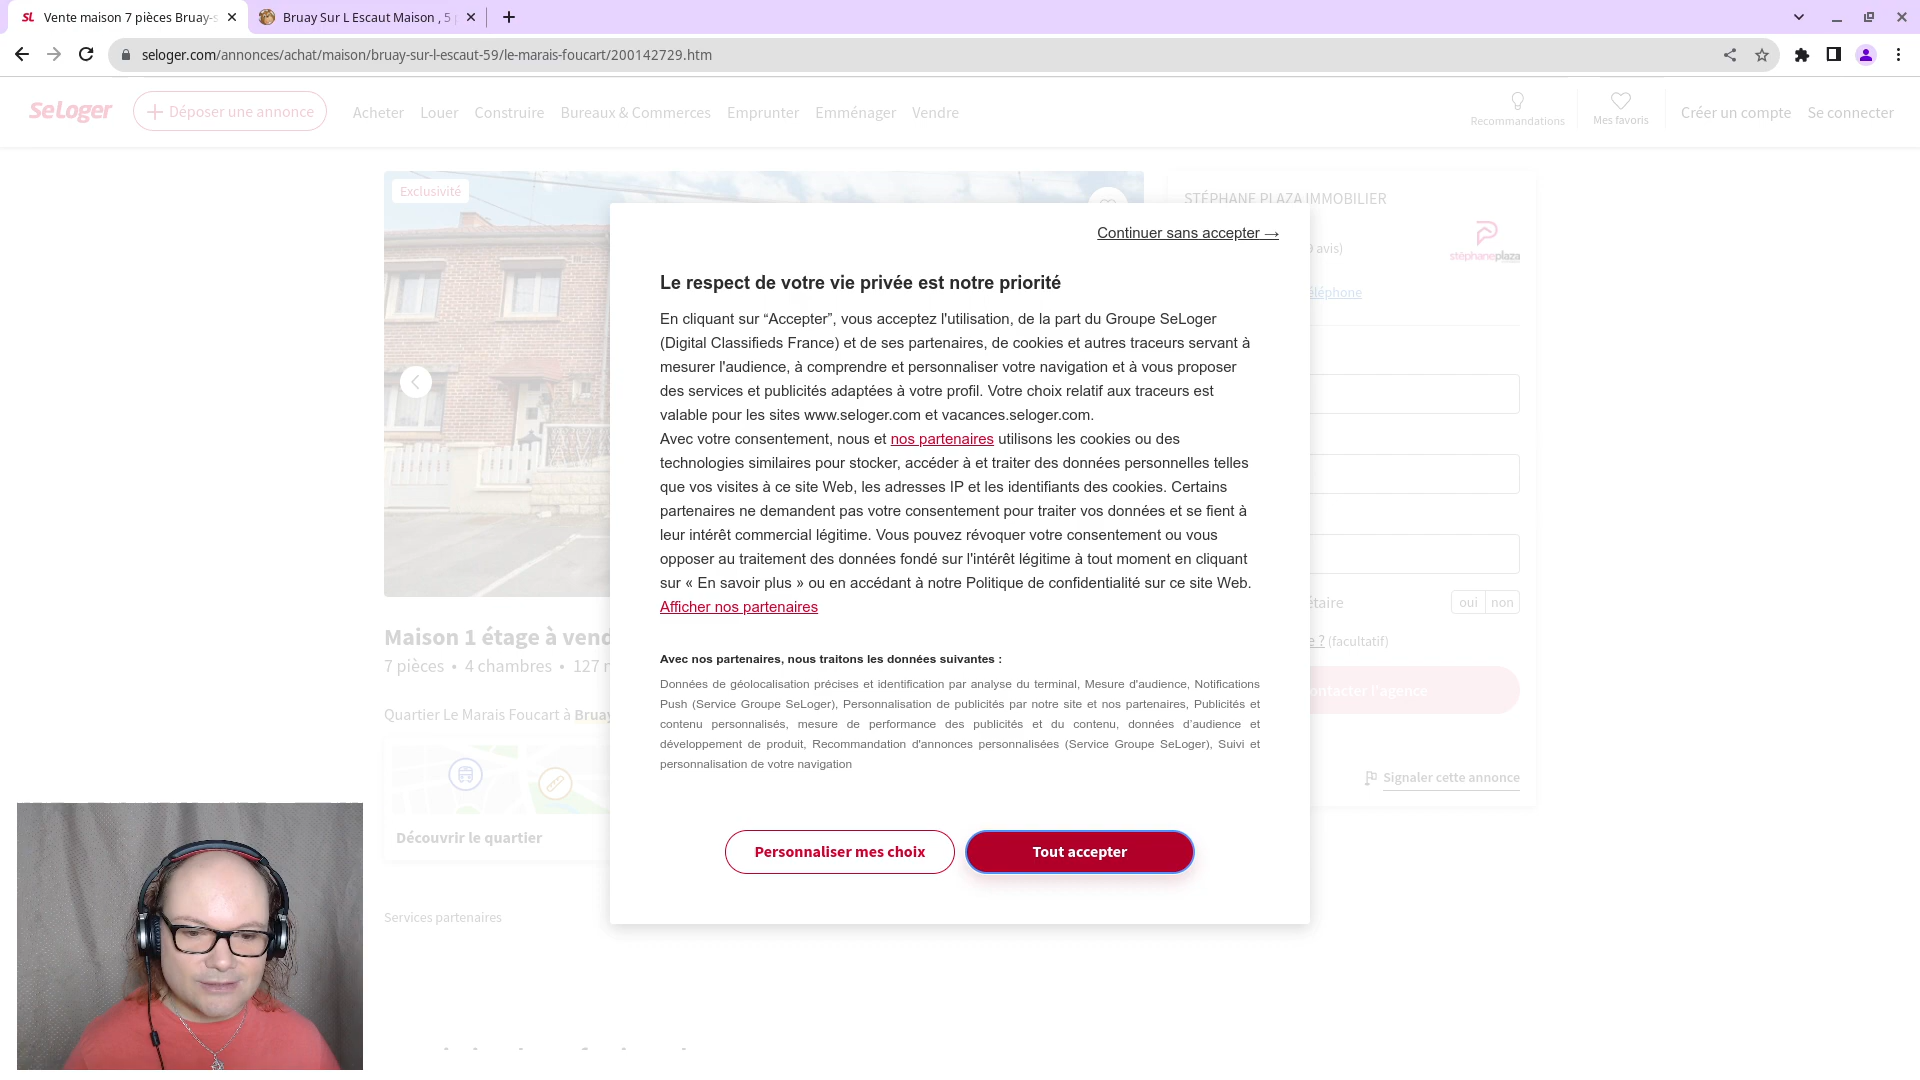 SL Vente maison 7 pièces Bruay-s
Bruay Sur L Escaut Maison , 5
seloger.com/annonces/achat/maison/bruay-sur-l-escaut-59/le-marais-foucart/200142729.htm
SeLoger
Déposer une annonce
Acheter Louer Construire Bureaux & Commerces Emprunter Emménager Vendre
Recommandations
Mes favoris
Créer un compte Se connecter
Exclusivité
STÉPHANE PLAZA IMMOBILIER
avis)
stéphaneplaza
éléphone
Continuer sans accepter →
Le respect de votre vie privée est notre priorité
En cliquant sur “Accepter”, vous acceptez l'utilisation, de la part du Groupe SeLoger
(Digital Classifieds France) et de ses partenaires, de cookies et autres traceurs servant à
mesurer l'audience, à comprendre et personnaliser votre navigation et à vous proposer
des services et publicités adaptées à votre profil. Votre choix relatif aux traceurs est
valable pour les sites www.seloger.com et vacances.seloger.com.
Avec votre consentement, nous et nos partenaires utilisons les cookies ou des
technologies similaires pour stocker, accéder à et traiter des données personnelles telles
que vos visites à ce site Web, les adresses IP et les identifiants des cookies. Certains
partenaires ne demandent pas votre consentement pour traiter vos données et se fient à
leur intérêt commercial légitime. Vous pouvez révoquer votre consentement ou vous
opposer au traitement des données fondé sur l'intérêt légitime à tout moment en cliquant
sur « En savoir plus » ou en accédant à notre Politique de confidentialité sur ce site Web.
Afficher nos partenaires
Avec nos partenaires, nous traitons les données suivantes :
Données de géolocalisation précises et identification par analyse du terminal, Mesure d'audience, Notifications
Push (Service Groupe SeLoger), Personnalisation de publicités par notre site et nos partenaires, Publicités et
contenu personnalisés, mesure de performance des publicités et du contenu, données d’audience et
développement de produit, Recommandation d'annonces personnalisées (Service Groupe SeLoger), Suivi et
personnalisation de votre navigation
Personnaliser mes choix
Tout accepter
étaire
oui non
e ? (facultatif)
ontacter l'agence
Signaler cette annonce
Maison 1 étage à vend
7 pièces • 4 chambres • 127 m
Quartier Le Marais Foucart à Bruay
Découvrir le quartier
Services partenaires